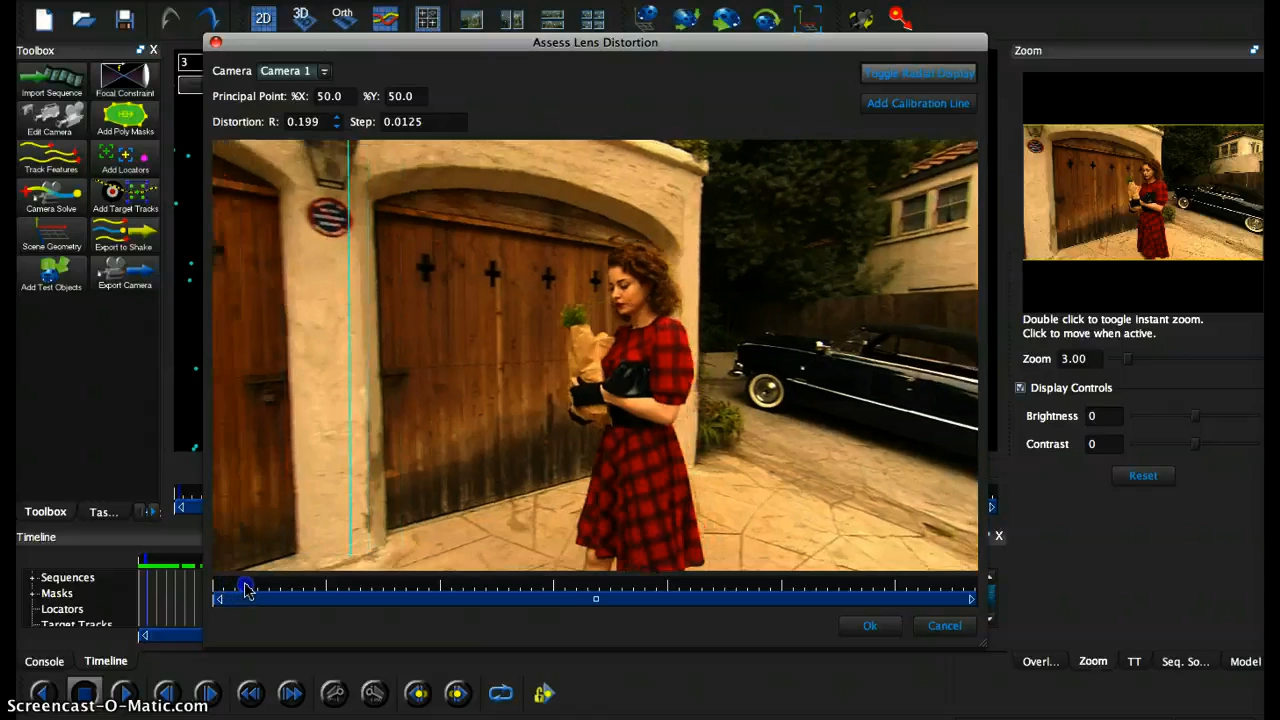 2D
3D
Orth
Toolbox
X
Assess Lens Distortion
Zoom
Import Sequence
Focal Constraint
3
Camera
Camera 1
Toggle Radial Display
Principal Point: %X: 50.0 %Y: 50.0
Add Calibration Line
Edit Camera
Add Poly Masks
Distortion: R: 0.199 Step: 0.0125
Track Features
Add Locators
Camera Solve
Add Target Tracks
Scene Geometry
Export to Shake
Add Test Objects
Export Camera
Double click to toogle instant zoom.
Click to move when active.
Zoom 3.00
Display Controls
Brightness 0
Contrast 0
Reset
Toolbox
Tas...
Timeline
X
Sequences
Masks
Locators
Target Tracks
Ok
Cancel
Console
Timeline
Overl...
Zoom
TT
Seq. So...
Model
Screencast-O-Matic.com